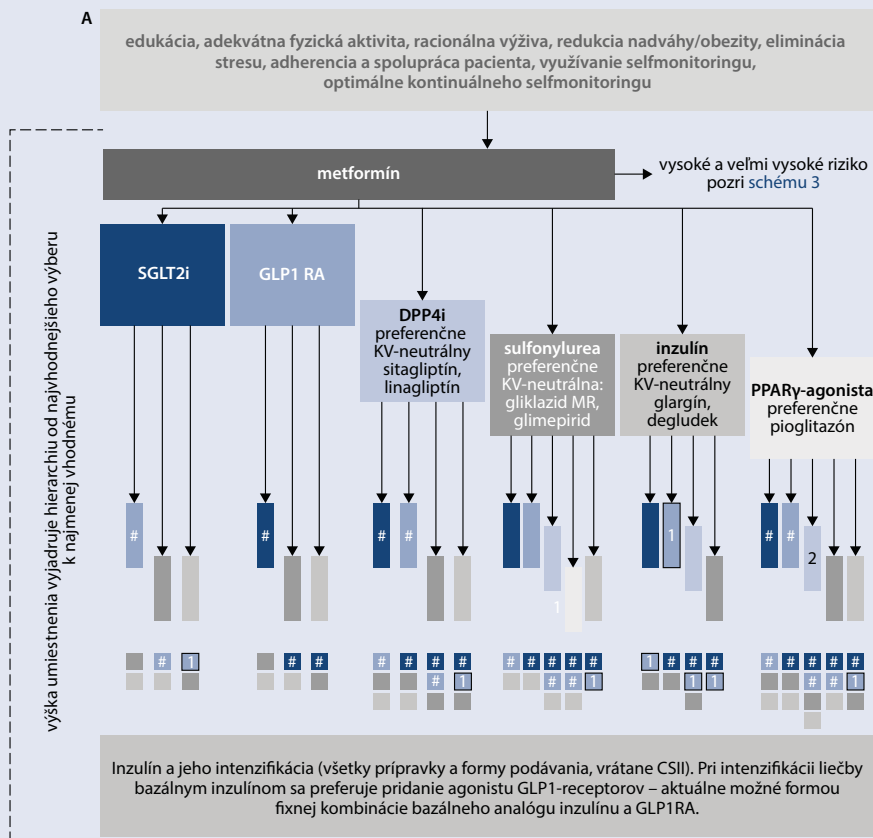 A
edukácia, adekvátna fyzická aktivita, racionálna výživa, redukcia nadváhy/obezity, eliminácia
stresu, adherencia a spolupráca pacienta, využívanie selfmonitoringu,
optimálne kontinuálneho selfmonitoringu
metformín
vysoké a veľmi vysoké riziko
pozri schému 3
výška umiestnenia vyjadruje hierarchiu od najvhodnejšieho výberu
k najmenej vhodnému
SGLT2i
GLP1 RA
DPP4i
preferenčne
KV-neutrálny
sitagliptín,
linagliptín
sulfonylurea
preferenčne
KV-neutrálna:
gliklazid MR,
glimepirid
inzulín
preferenčne
KV-neutrálny
glargín,
degludek
PPARγ-agonista
preferenčne
pioglitazón
# # # # 1 # #
2
1
# 1 # # # # # # # # # # # 1 # # # # # # # #
# 1 # # 1 1 1 # # 1
Inzulín a jeho intenzifikácia (všetky prípravky a formy podávania, vrátane CSII). Pri intenzifikácii liečby
bazálnym inzulínom sa preferuje pridanie agonistu GLP1-receptorov – aktuálne možné formou
fixnej kombinácie bazálneho analógu inzulínu a GLP1RA.